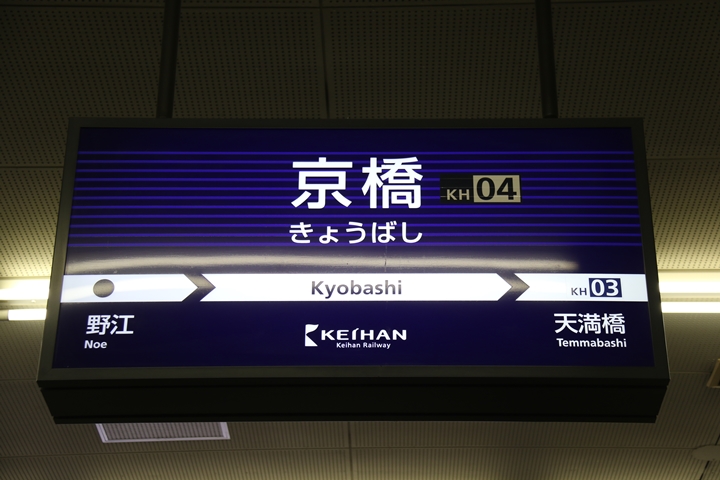 京橋 KH 04
きょうばし
Kyobashi
KH 03
野江
Noe
KEIHAN
Keihan Railway
天満橋
Temmabashi